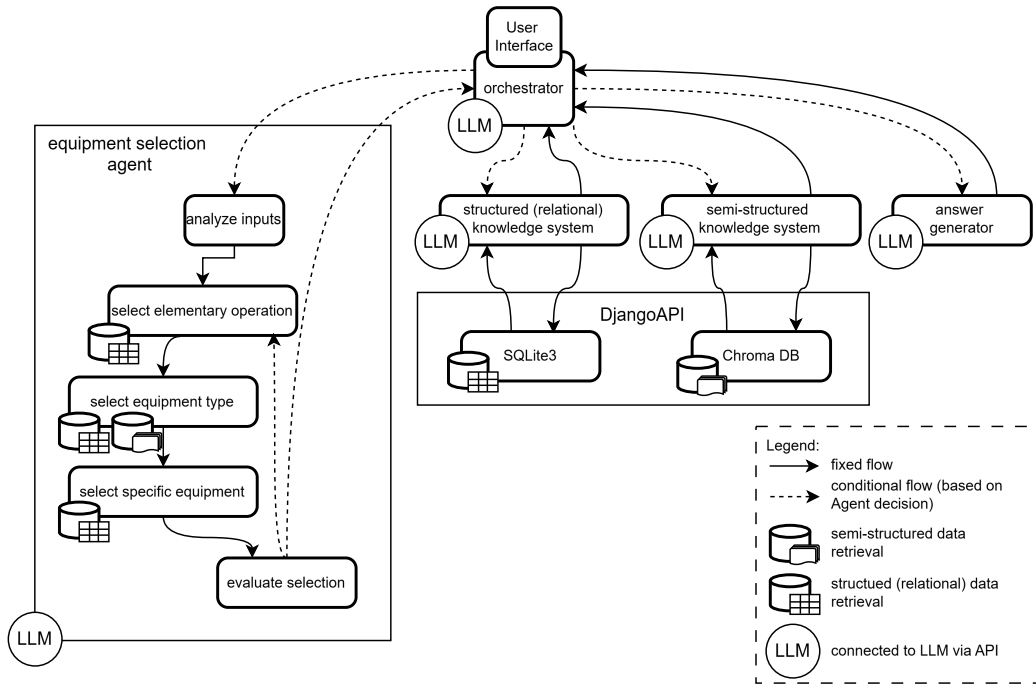 User
Interface
orchestrator
LLM
equipment selection
agent
analyze inputs
select elementary operation
select equipment type
select specific equipment
evaluate selection
LLM
structured (relational)
knowledge system
LLM
semi-structured
knowledge system
LLM
answer
generator
LLM
DjangoAPI
SQLite3
Chroma DB
Legend:
fixed flow
conditional flow (based on
Agent decision)
semi-structured data
retrieval
structued (relational) data
retrieval
LLM
connected to LLM via API